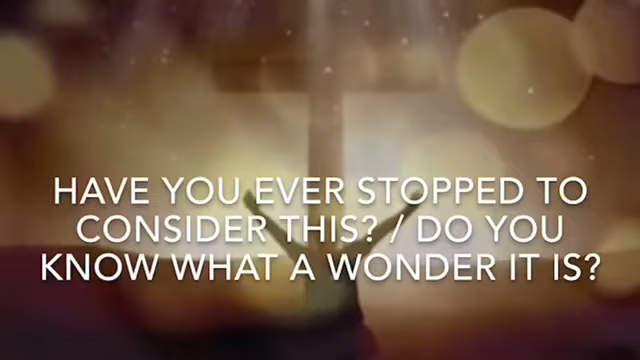 HAVE YOU EVER STOPPED TO
CONSIDER THIS? / DO YOU
KNOW WHAT A WONDER IT IS?